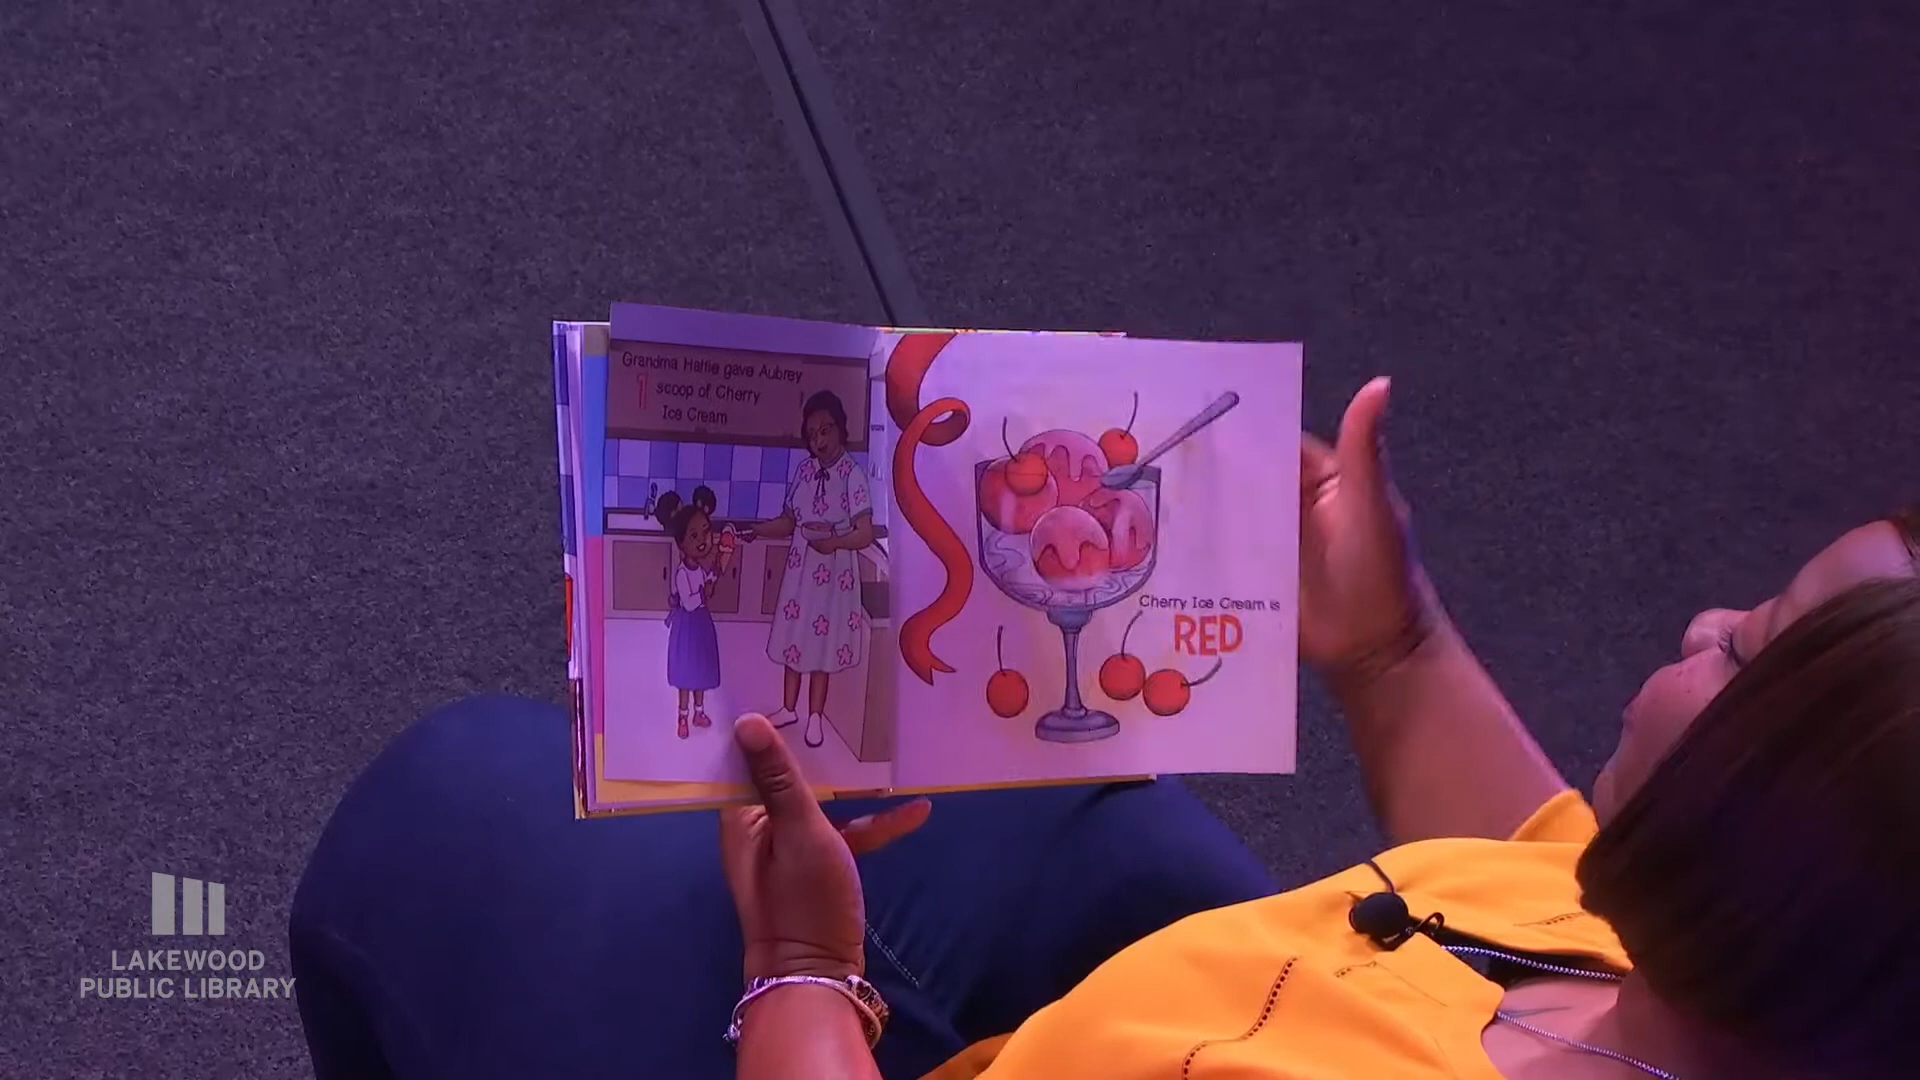 Grandma Hattie gave Aubrey
1 scoop of Cherry
Ice Cream
Cherry Ice Cream is
RED
LAKEWOOD
PUBLIC LIBRARY